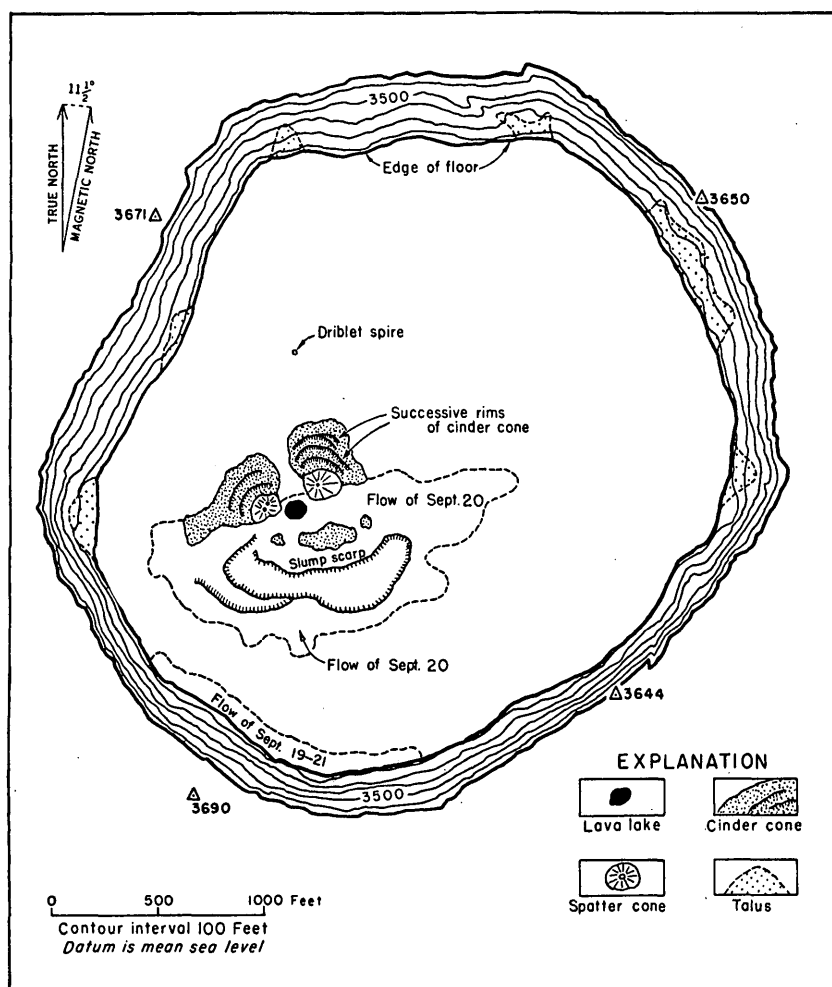 11 1/2°
TRUE NORTH
MAGNETIC NORTH
3500
Edge of floor
3671
3650
Driblet spire
Successive rims
of cinder cone
Flow of Sept. 20
Slump scarp
Flow of Sept. 20
Flow of Sept. 19-21
3644
3690
3500
EXPLANATION
Lava lake
Cinder cone
Spatter cone
Talus
0 500 1000 Feet
Contour interval 100 Feet
Datum is mean sea level